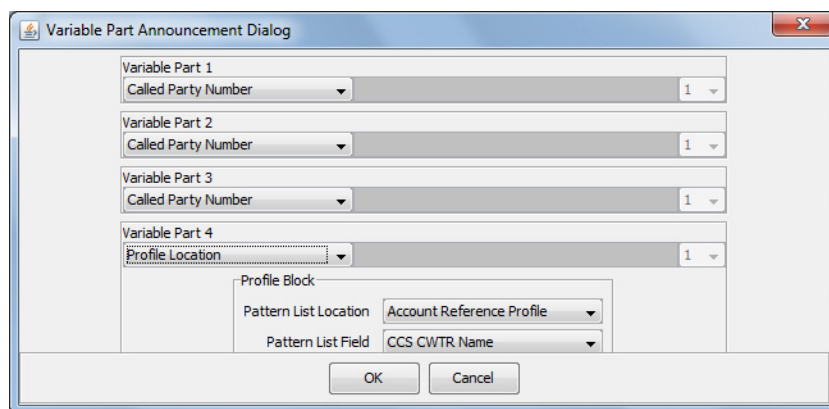 Variable Part Announcement Dialog
Variable Part 1
Called Party Number 1
Variable Part 2
Called Party Number 1
Variable Part 3
Called Party Number 1
Variable Part 4
Profile Location 1
Profile Block
Pattern List Location Account Reference Profile
Pattern List Field CCS CWTR Name
OK Cancel